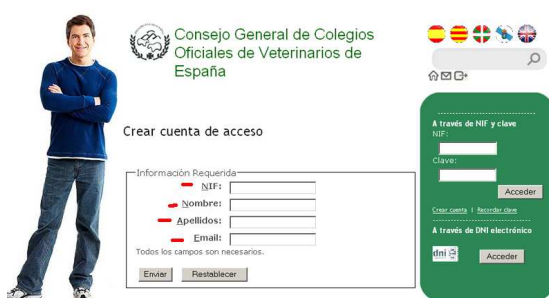 Consejo General de Colegios
Oficiales de Veterinarios de
España
Crear cuenta de acceso
Información Requerida
NIF:
Nombre:
Apellidos:
Email:
Todos los campos son necesarios.
Enviar Restablecer
A través de NIF y clave
NIF:
Clave:
Acceder
Crear cuenta | Recordar clave
A través de DNI electrónico
dni Acceder